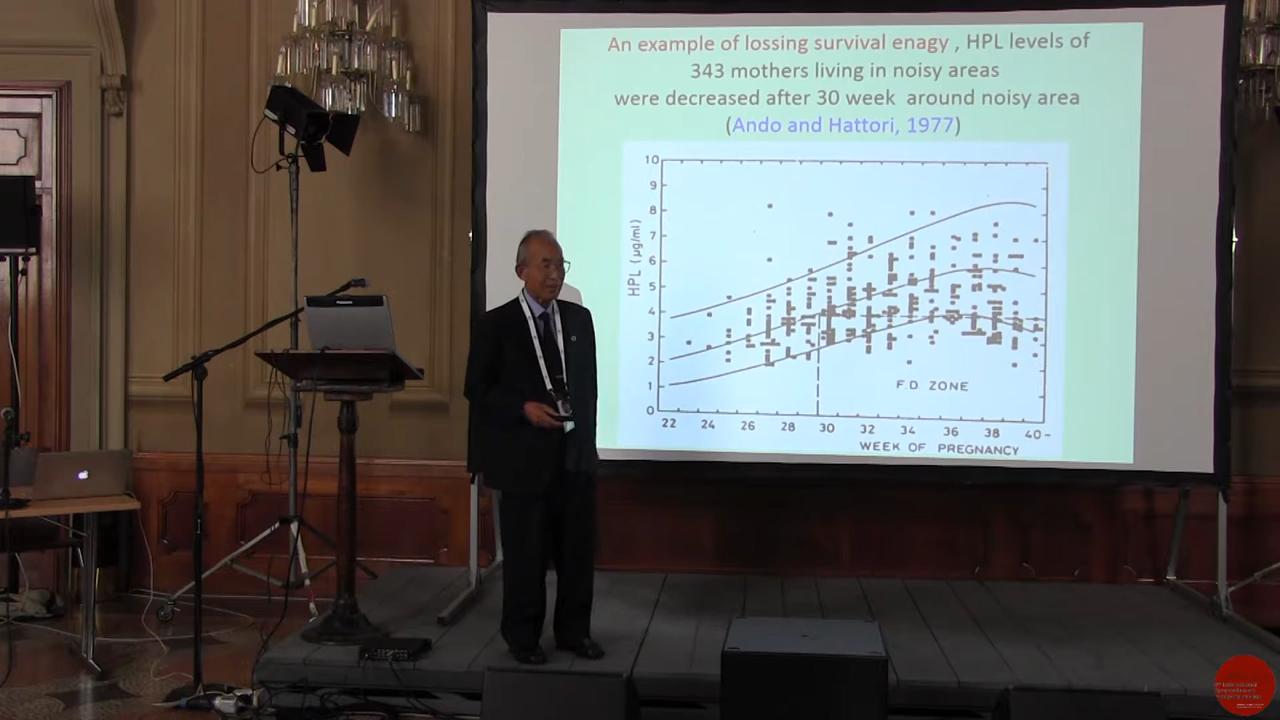 An example of lossing survival enagy , HPL levels of
343 mothers living in noisy areas
were decreased after 30 week around noisy area
(Ando and Hattori, 1977)
10
9
8
7
6
5
4
3
2
1
0
HPL (µg/ml)
F.D ZONE
22 24 26 28 30 32 34 36 38 40-
WEEK OF PREGNANCY
Panasonic